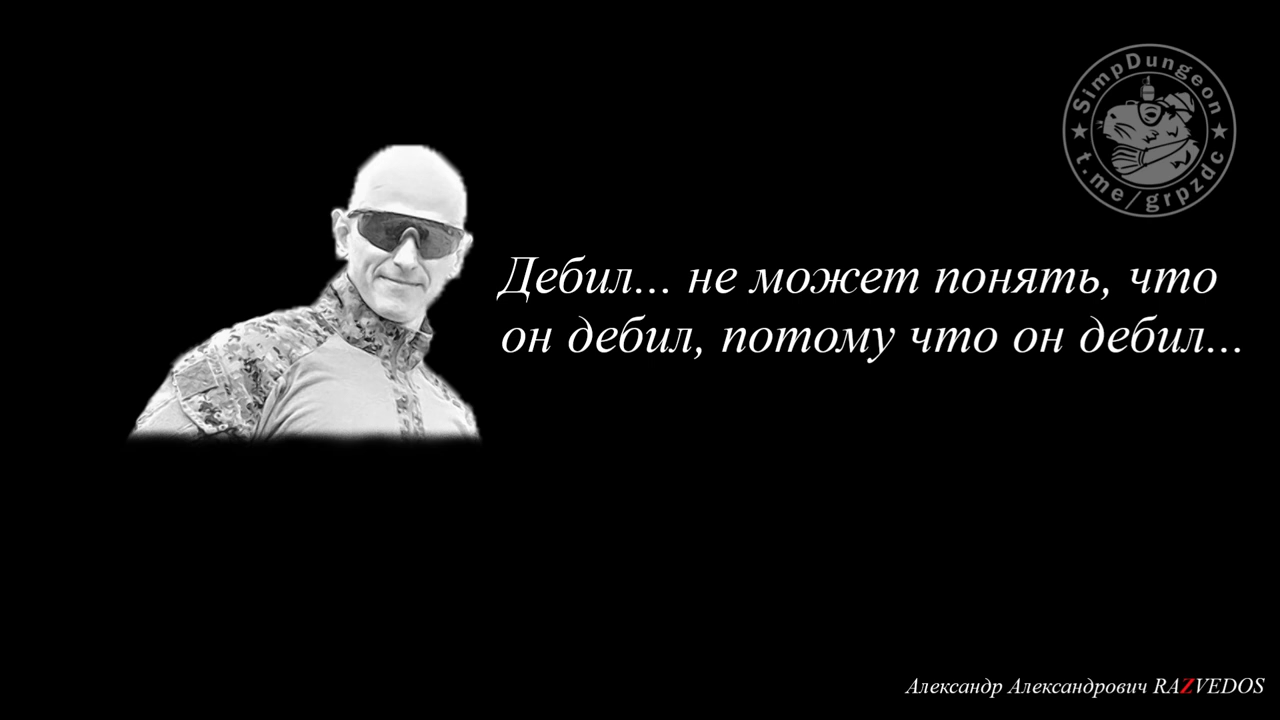 SimpDungeon
t.me/grpzdc
Дебил... не может понять, что
он дебил, потому что он дебил...
Александр Александрович RAZVEDOS